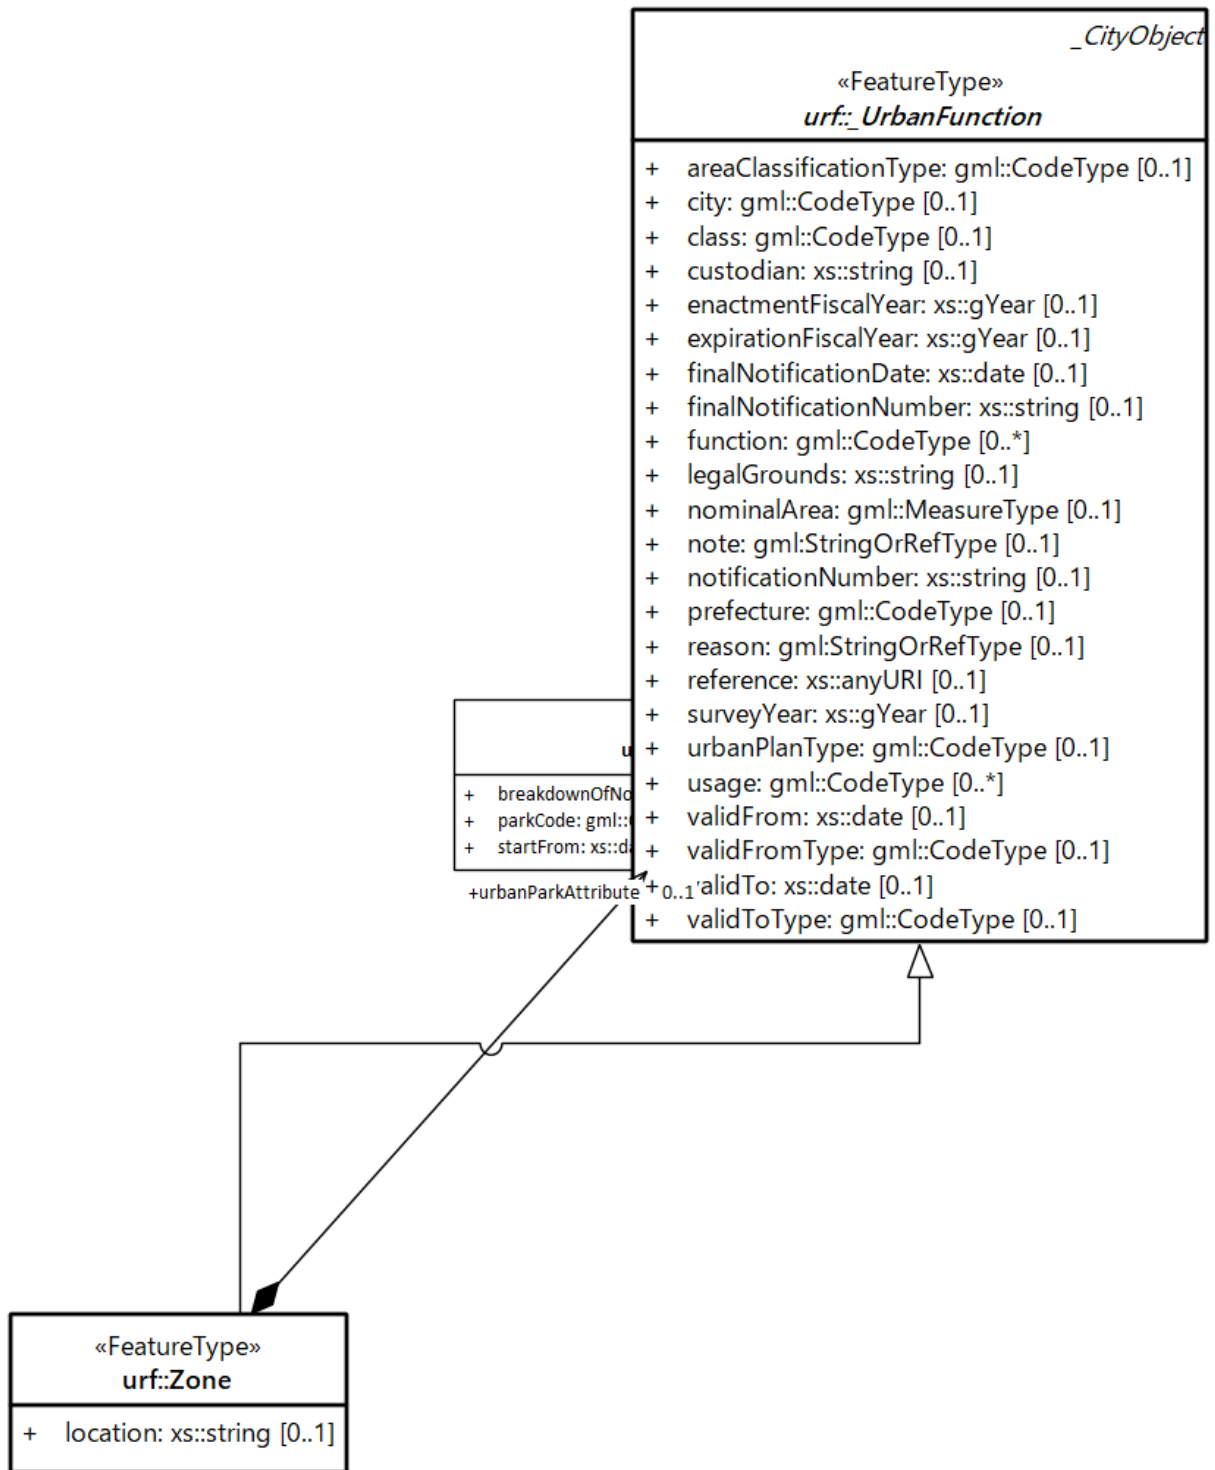 _CityObject
«FeatureType»
urf::_UrbanFunction
+ areaClassificationType: gml::CodeType [0..1]
+ city: gml::CodeType [0..1]
+ class: gml::CodeType [0..1]
+ custodian: xs::string [0..1]
+ enactmentFiscalYear: xs::gYear [0..1]
+ expirationFiscalYear: xs::gYear [0..1]
+ finalNotificationDate: xs::date [0..1]
+ finalNotificationNumber: xs::string [0..1]
+ function: gml::CodeType [0..*]
+ legalGrounds: xs::string [0..1]
+ nominalArea: gml::MeasureType [0..1]
+ note: gml:StringOrRefType [0..1]
+ notificationNumber: xs::string [0..1]
+ prefecture: gml::CodeType [0..1]
+ reason: gml:StringOrRefType [0..1]
+ reference: xs::anyURI [0..1]
+ surveyYear: xs::gYear [0..1]
+ urbanPlanType: gml::CodeType [0..1]
+ usage: gml::CodeType [0..*]
+ validFrom: xs::date [0..1]
+ validFromType: gml::CodeType [0..1]
+ validTo: xs::date [0..1]
+ validToType: gml::CodeType [0..1]
u
+ breakdownOfNo
+ parkCode: gml::
+ startFrom: xs::da
+urbanParkAttribute 0..1
«FeatureType»
urf::Zone
+ location: xs::string [0..1]